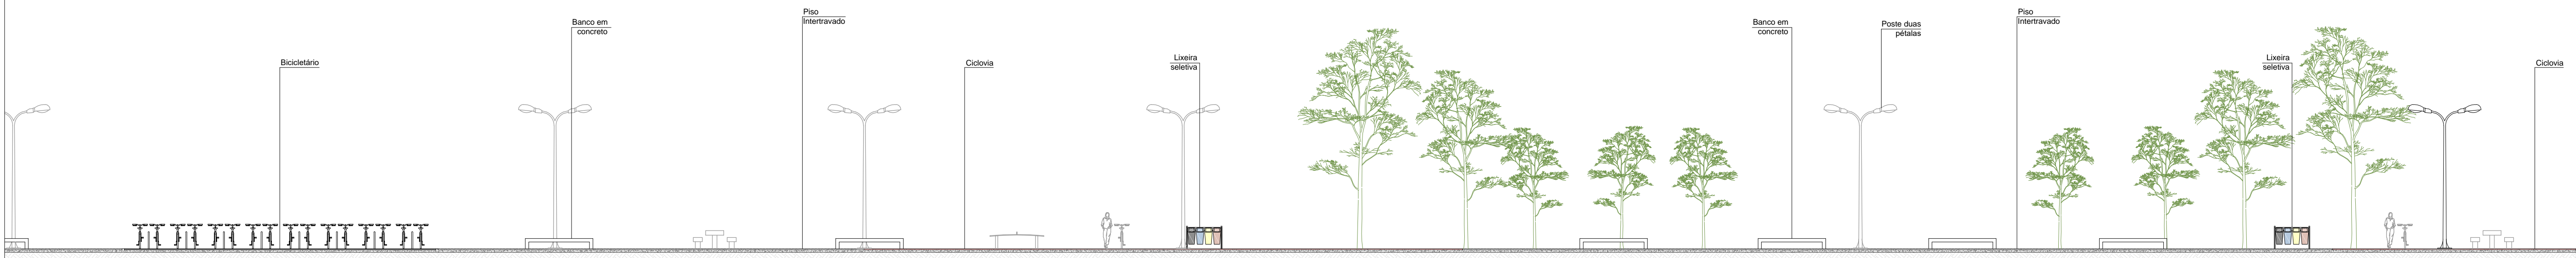 Bicicletário
Banco em
concreto
Piso
Intertravado
Ciclovia
Lixeira
seletiva
Banco em
concreto
Poste duas
pétalas
Piso
Intertravado
Lixeira
seletiva
Ciclovia